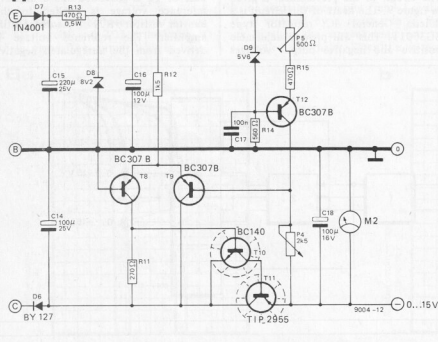 E
D7
1N4001
R13
470Ω
0,5W
C15
220µ
25V
D8
8V2
C16
100µ
12V
R12
1k5
D9
5V6
P5
500Ω
R15
470Ω
T12
BC307B
100n
C17
R14
560Ω
B
0
BC307B
T8
BC307B
T9
C14
100µ
25V
R11
270Ω
BC140
T10
T11
TIP 2955
P4
2k5
C18
100µ
16V
M2
C
D6
BY 127
9004 -12
− 0...15V